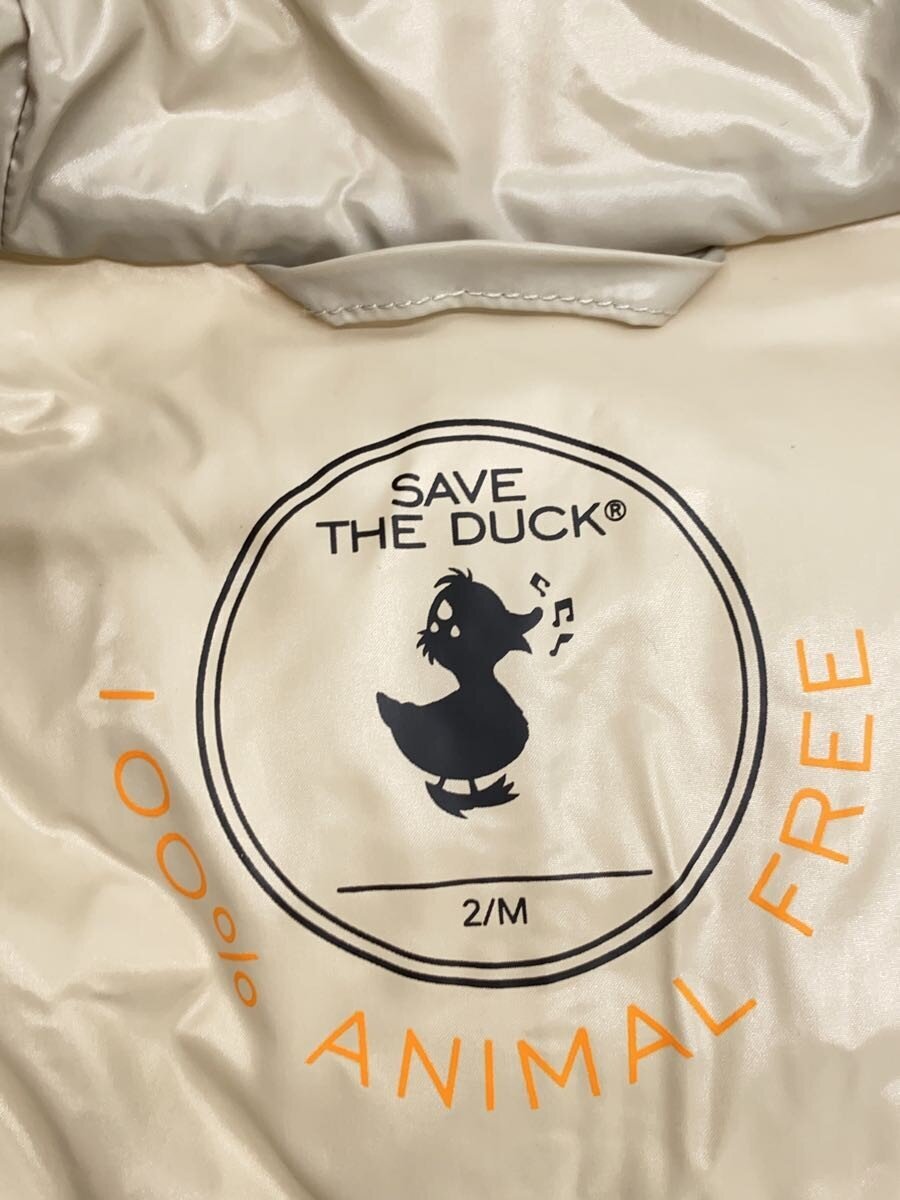 SAVE
THE DUCK®
2/M
100% ANIMAL FREE